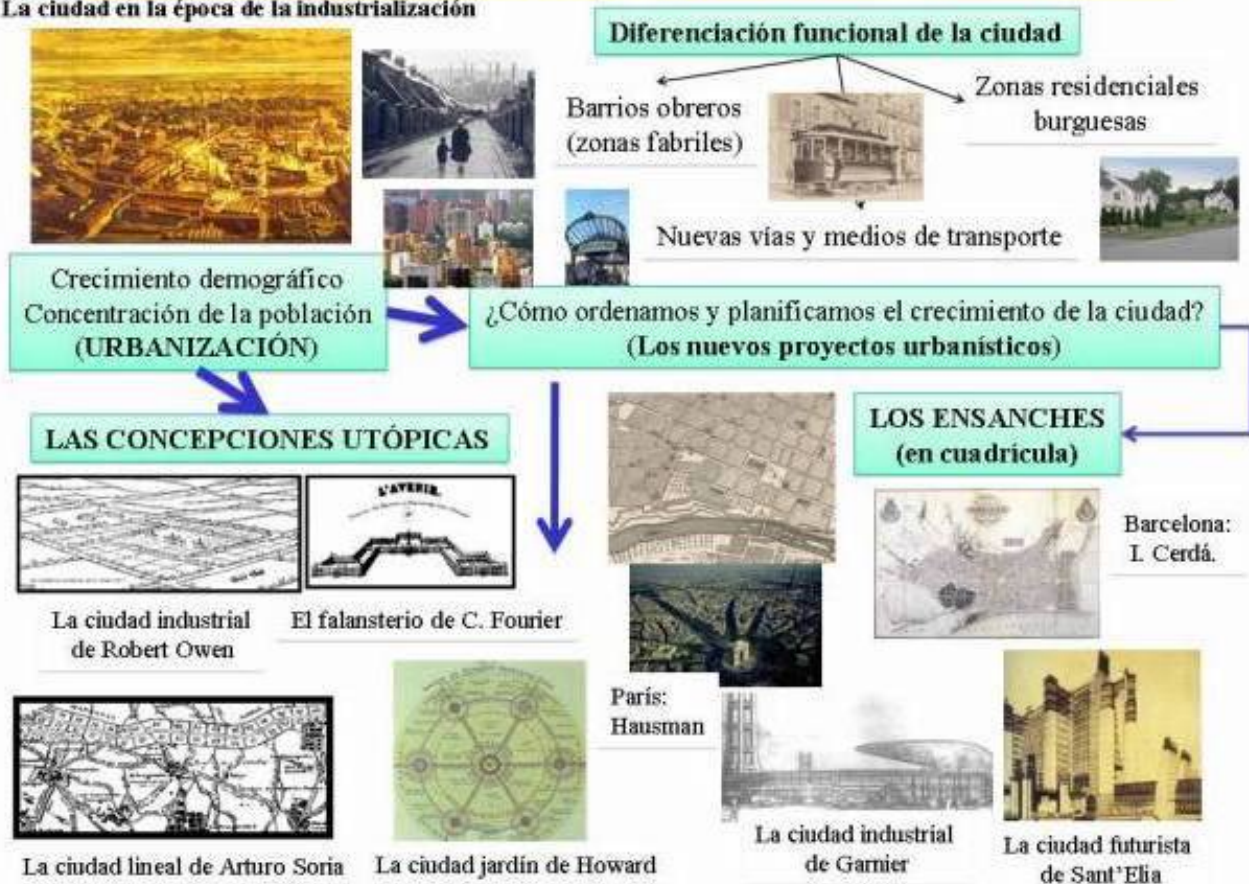 La ciudad en la época de la industrialización
Diferenciación funcional de la ciudad
Barrios obreros
(zonas fabriles)
Zonas residenciales
burguesas
Nuevas vías y medios de transporte
Crecimiento demográfico
Concentración de la población
(URBANIZACIÓN)
¿Cómo ordenamos y planificamos el crecimiento de la ciudad?
(Los nuevos proyectos urbanísticos)
LAS CONCEPCIONES UTÓPICAS
LOS ENSANCHES
(en cuadrícula)
L'AVENIR.
Barcelona:
I. Cerdá.
La ciudad industrial
de Robert Owen
El falansterio de C. Fourier
París:
Hausman
La ciudad lineal de Arturo Soria
La ciudad jardín de Howard
La ciudad industrial
de Garnier
La ciudad futurista
de Sant'Elia